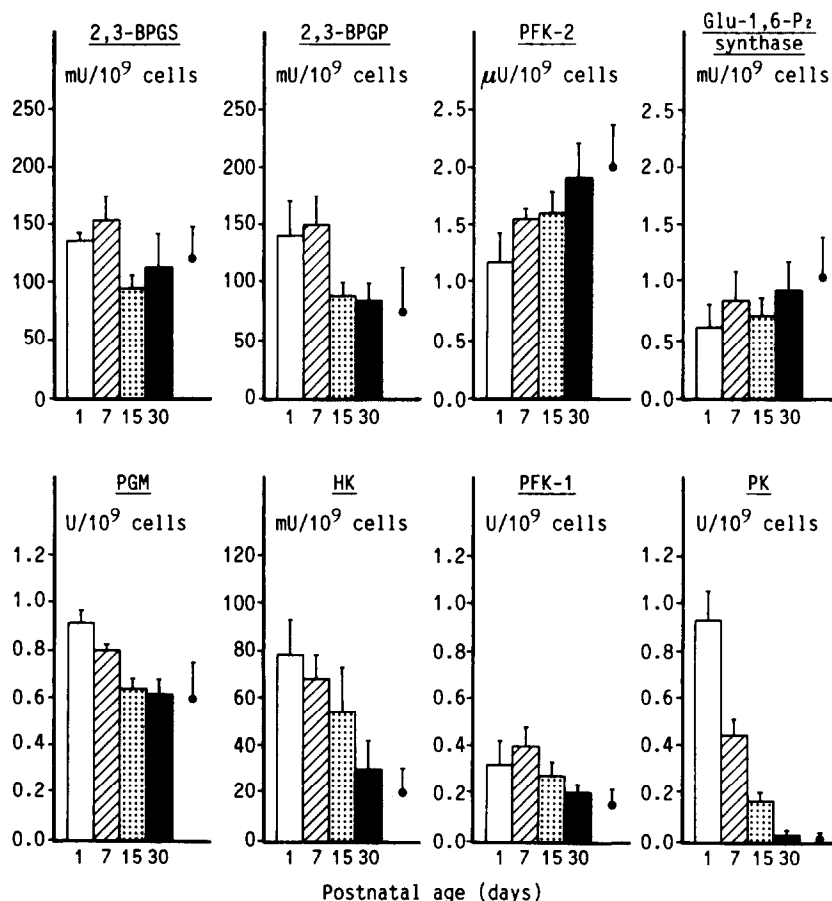 2,3-BPGS
mU/10⁹ cells
250
200
150
100
50
0
1 7 15 30
2,3-BPGP
mU/10⁹ cells
250
200
150
100
50
0
1 7 15 30
PFK-2
µU/10⁹ cells
2.5
2.0
1.5
1.0
0.5
0.0
1 7 15 30
Glu-1,6-P₂
synthase
mU/10⁹ cells
2.5
2.0
1.5
1.0
0.5
0.0
1 7 15 30
PGM
U/10⁹ cells
1.2
1.0
0.8
0.6
0.4
0.2
0.0
1 7 15 30
HK
mU/10⁹ cells
120
100
80
60
40
20
0
1 7 15 30
PFK-1
U/10⁹ cells
1.2
1.0
0.8
0.6
0.4
0.2
0.0
1 7 15 30
PK
U/10⁹ cells
1.2
1.0
0.8
0.6
0.4
0.2
0.0
1 7 15 30
Postnatal age (days)